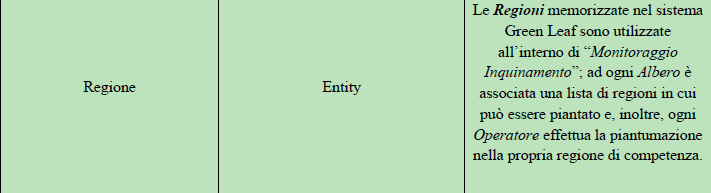 Regione
Entity
Le Regioni memorizzate nel sistema
Green Leaf sono utilizzate
all'interno di “Monitoraggio
Inquinamento”; ad ogni Albero è
associata una lista di regioni in cui
può essere piantato e, inoltre, ogni
Operatore effettua la piantumazione
nella propria regione di competenza.